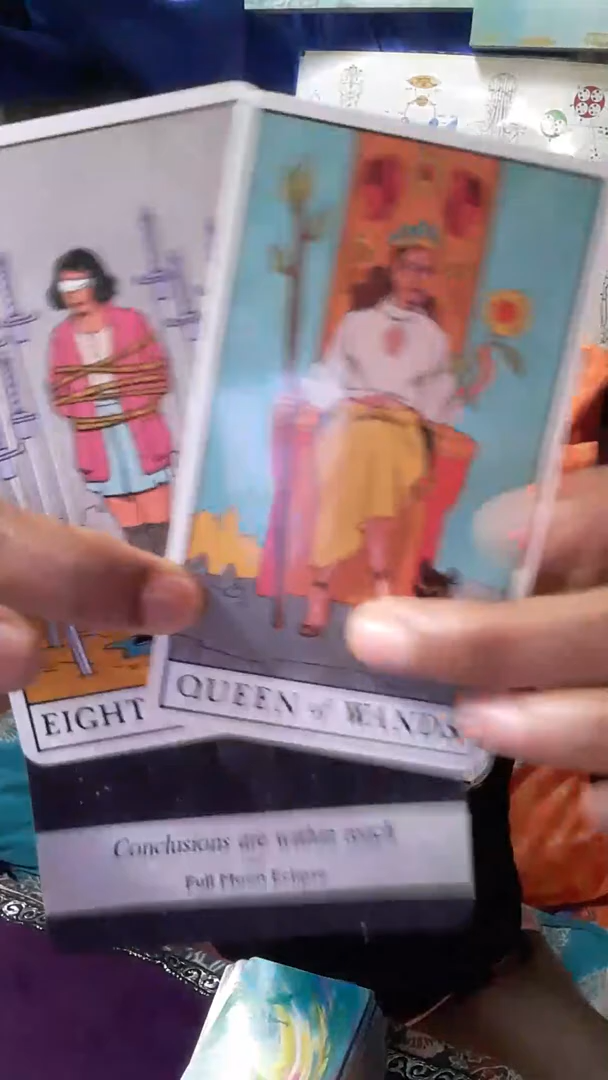 EIGHT
QUEEN of WANDS
Conclusions are within reach
Full Moon Eclipse